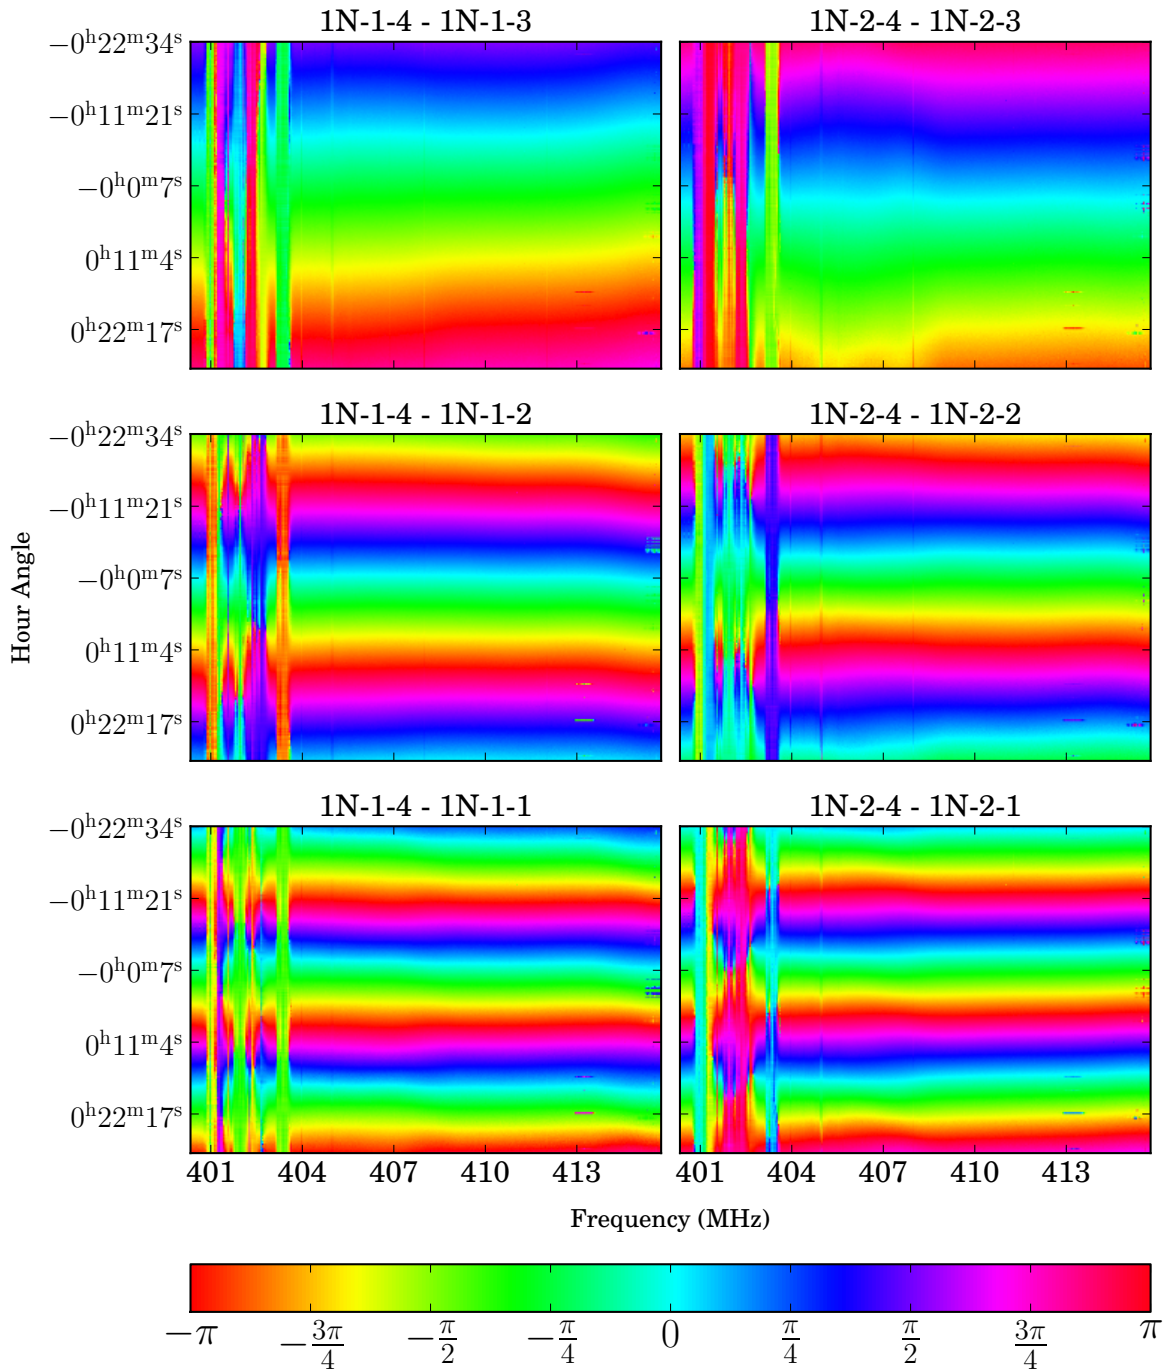 1N-1-4 - 1N-1-3
1N-2-4 - 1N-2-3
−0ʰ22ᵐ34ˢ
−0ʰ11ᵐ21ˢ
−0ʰ0ᵐ7ˢ
0ʰ11ᵐ4ˢ
0ʰ22ᵐ17ˢ
1N-1-4 - 1N-1-2
1N-2-4 - 1N-2-2
−0ʰ22ᵐ34ˢ
−0ʰ11ᵐ21ˢ
−0ʰ0ᵐ7ˢ
0ʰ11ᵐ4ˢ
0ʰ22ᵐ17ˢ
Hour Angle
1N-1-4 - 1N-1-1
1N-2-4 - 1N-2-1
−0ʰ22ᵐ34ˢ
−0ʰ11ᵐ21ˢ
−0ʰ0ᵐ7ˢ
0ʰ11ᵐ4ˢ
0ʰ22ᵐ17ˢ
401 404 407 410 413 401 404 407 410 413
Frequency (MHz)
−π −3π/4 −π/2 −π/4 0 π/4 π/2 3π/4 π